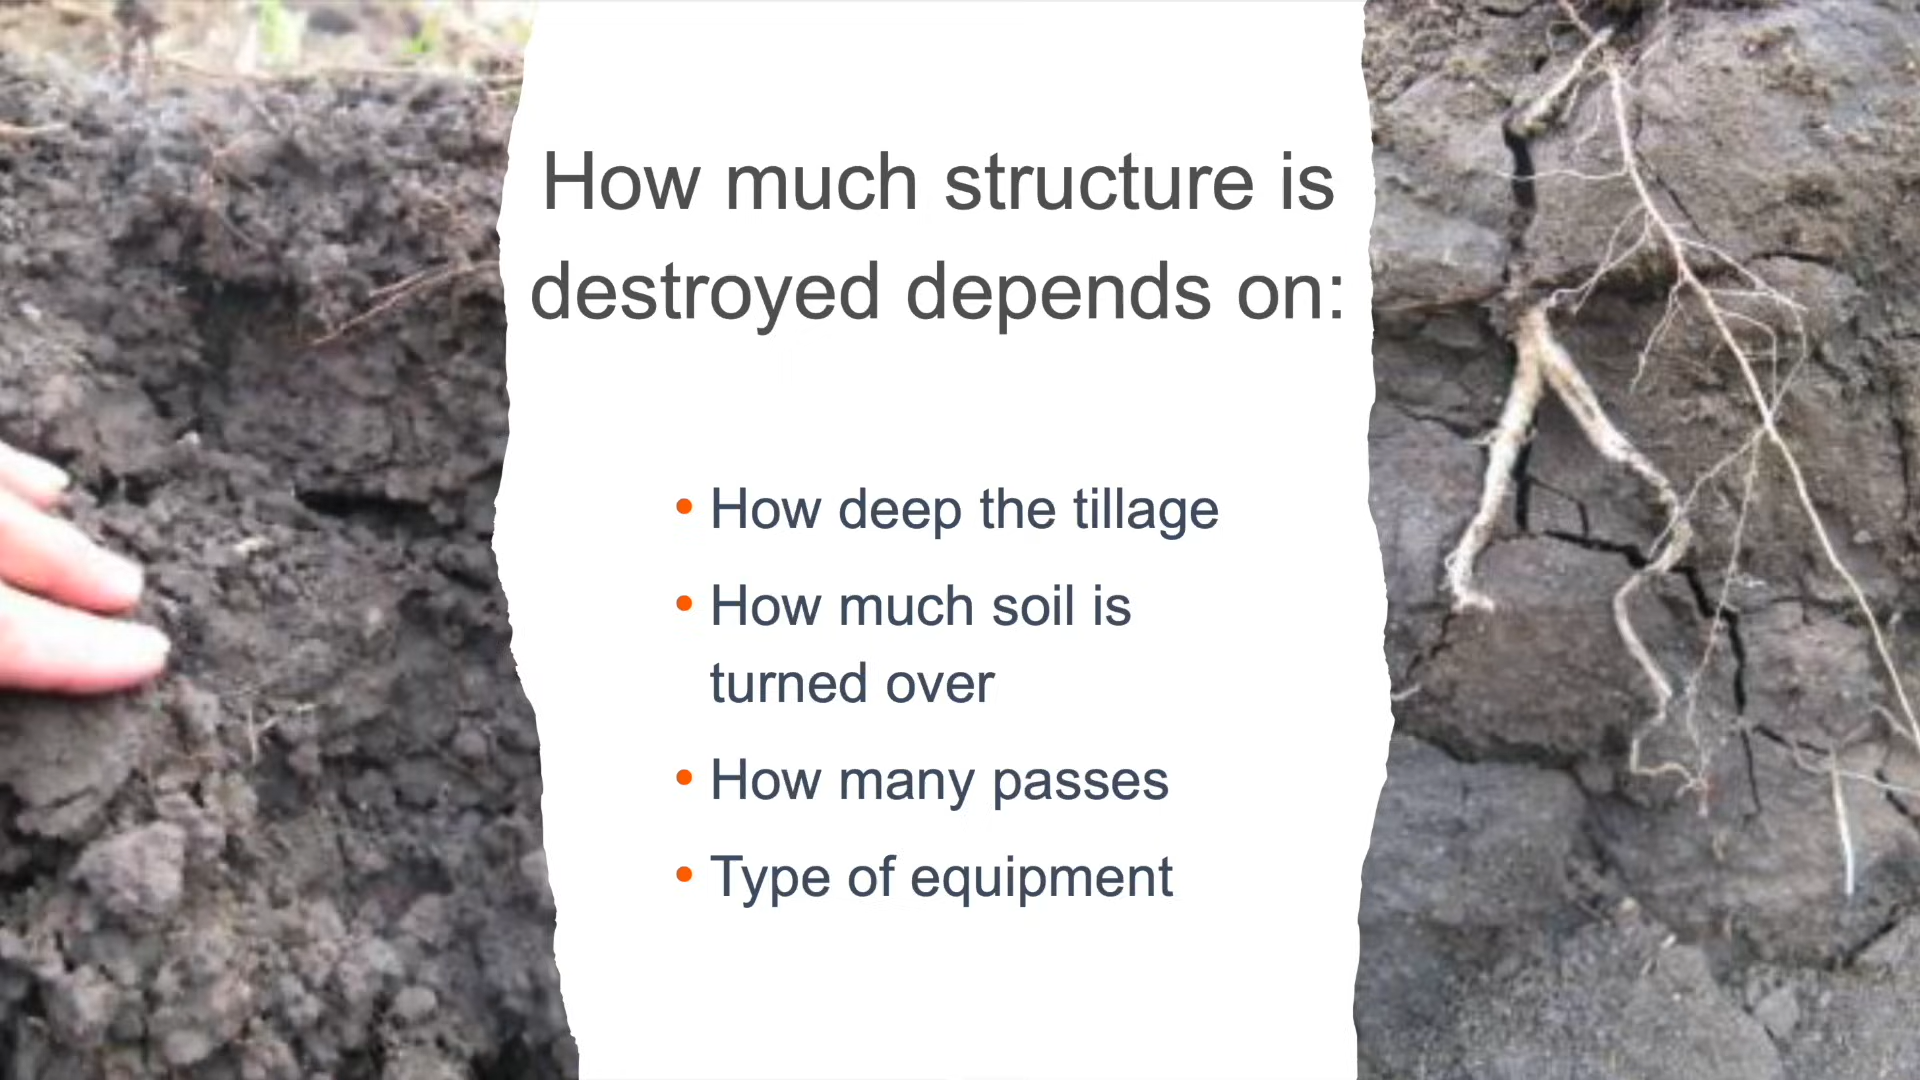 How much structure is
destroyed depends on:
• How deep the tillage
• How much soil is
turned over
• How many passes
• Type of equipment